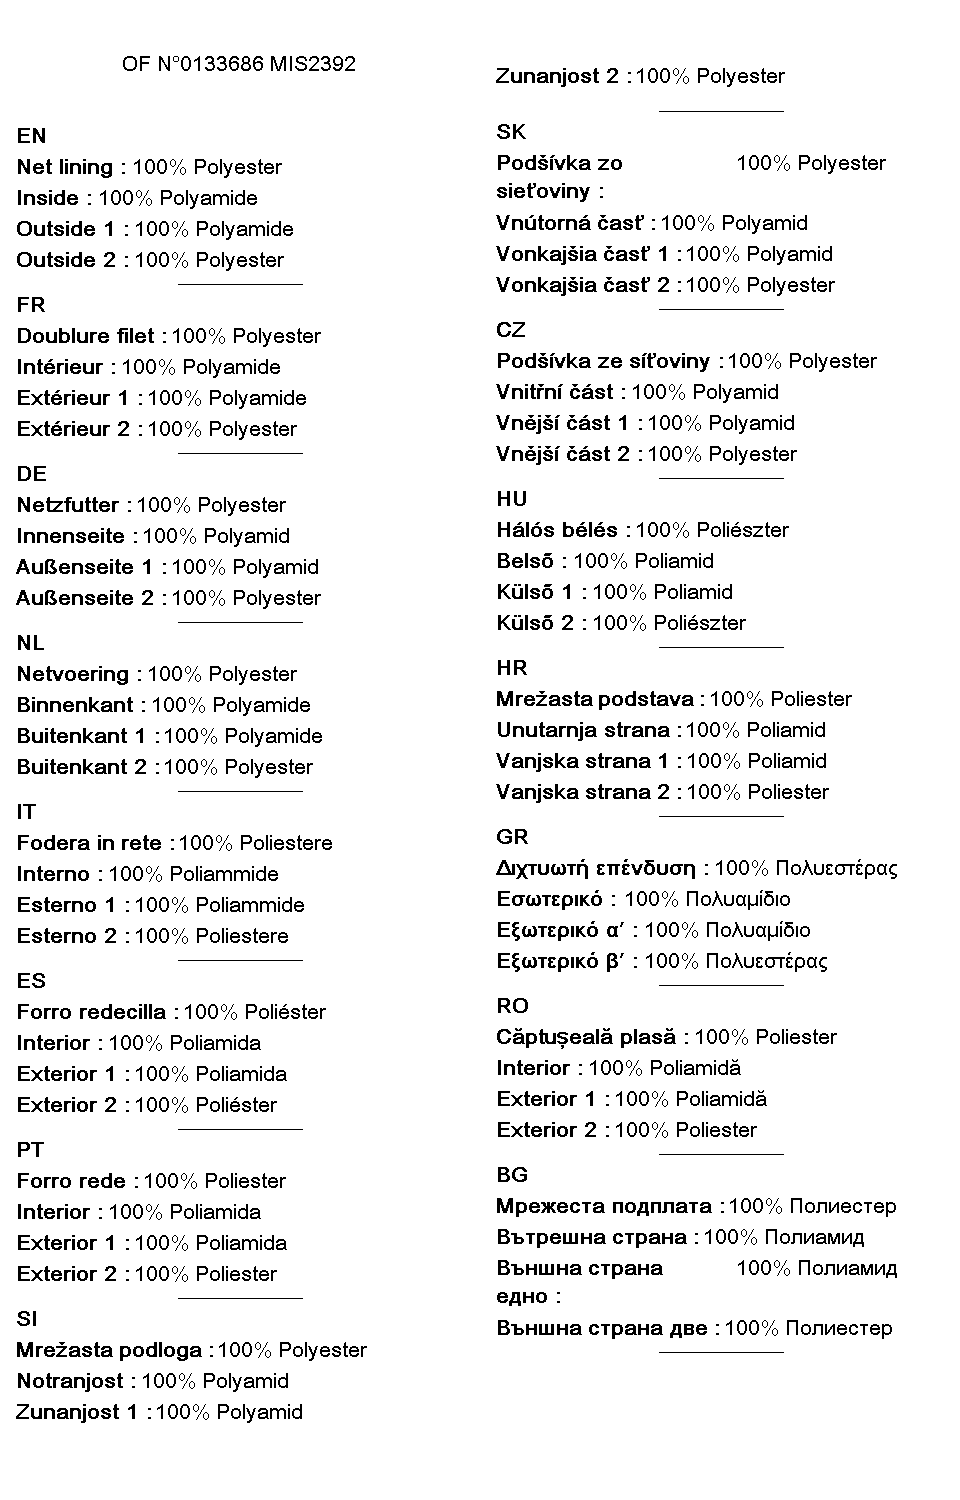 OF N°0133686 MIS2392
EN
Net lining : 100% Polyester
Inside : 100% Polyamide
Outside 1 : 100% Polyamide
Outside 2 : 100% Polyester
FR
Doublure filet : 100% Polyester
Intérieur : 100% Polyamide
Extérieur 1 : 100% Polyamide
Extérieur 2 : 100% Polyester
DE
Netzfutter : 100% Polyester
Innenseite : 100% Polyamid
Außenseite 1 : 100% Polyamid
Außenseite 2 : 100% Polyester
NL
Netvoering : 100% Polyester
Binnenkant : 100% Polyamide
Buitenkant 1 : 100% Polyamide
Buitenkant 2 : 100% Polyester
IT
Fodera in rete : 100% Poliestere
Interno : 100% Poliammide
Esterno 1 : 100% Poliammide
Esterno 2 : 100% Poliestere
ES
Forro redecilla : 100% Poliéster
Interior : 100% Poliamida
Exterior 1 : 100% Poliamida
Exterior 2 : 100% Poliéster
PT
Forro rede : 100% Poliester
Interior : 100% Poliamida
Exterior 1 : 100% Poliamida
Exterior 2 : 100% Poliester
SI
Mrežasta podloga : 100% Polyester
Notranjost : 100% Polyamid
Zunanjost 1 : 100% Polyamid
Zunanjost 2 : 100% Polyester
SK
Podšívka zo 100% Polyester
sieťoviny :
Vnútorná časť : 100% Polyamid
Vonkajšia časť 1 : 100% Polyamid
Vonkajšia časť 2 : 100% Polyester
CZ
Podšívka ze síťoviny : 100% Polyester
Vnitřní část : 100% Polyamid
Vnější část 1 : 100% Polyamid
Vnější část 2 : 100% Polyester
HU
Hálós bélés : 100% Poliészter
Belsõ : 100% Poliamid
Külsõ 1 : 100% Poliamid
Külsõ 2 : 100% Poliészter
HR
Mrežasta podstava : 100% Poliester
Unutarnja strana : 100% Poliamid
Vanjska strana 1 : 100% Poliamid
Vanjska strana 2 : 100% Poliester
GR
Διχτυωτή επένδυση : 100% Πολυεστέρας
Εσωτερικό : 100% Πολυαμίδιο
Εξωτερικό α’ : 100% Πολυαμίδιο
Εξωτερικό β’ : 100% Πολυεστέρας
RO
Căptușeală plasă : 100% Poliester
Interior : 100% Poliamidă
Exterior 1 : 100% Poliamidă
Exterior 2 : 100% Poliester
BG
Мрежеста подплата : 100% Полиестер
Вътрешна страна : 100% Полиамид
Външна страна 100% Полиамид
едно :
Външна страна две : 100% Полиестер